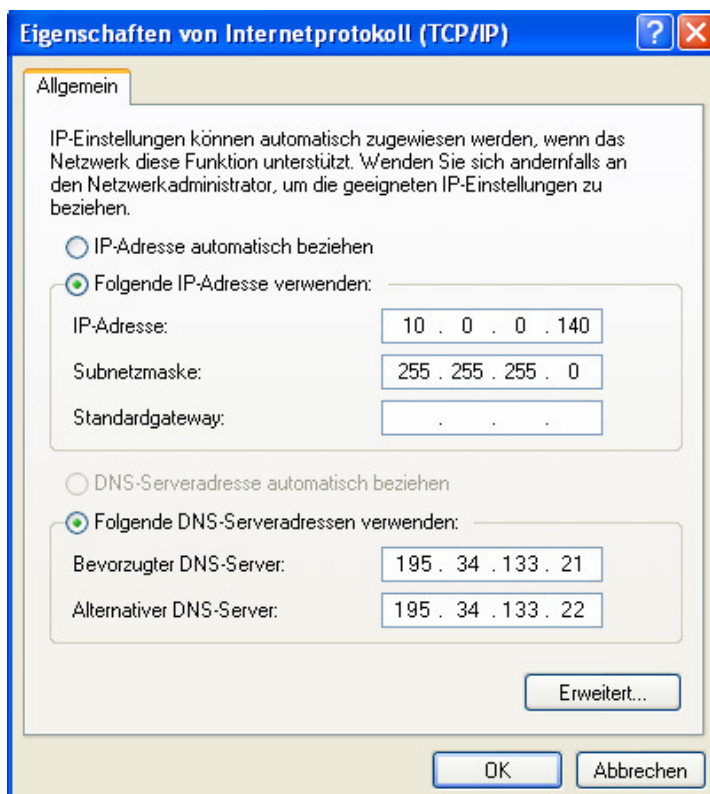 Eigenschaften von Internetprotokoll (TCP/IP)
Allgemein
IP-Einstellungen können automatisch zugewiesen werden, wenn das
Netzwerk diese Funktion unterstützt. Wenden Sie sich andernfalls an
den Netzwerkadministrator, um die geeigneten IP-Einstellungen zu
beziehen.
IP-Adresse automatisch beziehen
Folgende IP-Adresse verwenden:
IP-Adresse: 10 . 0 . 0 . 140
Subnetzmaske: 255 . 255 . 255 . 0
Standardgateway: . . .
DNS-Serveradresse automatisch beziehen
Folgende DNS-Serveradressen verwenden:
Bevorzugter DNS-Server: 195 . 34 . 133 . 21
Alternativer DNS-Server: 195 . 34 . 133 . 22
Erweitert...
OK Abbrechen